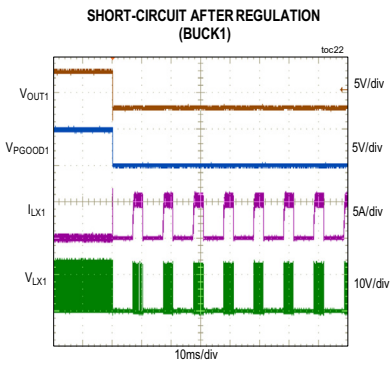 SHORT-CIRCUIT AFTER REGULATION
(BUCK1)
toc22
VOUT1
5V/div
VPGOOD1
5V/div
ILX1
5A/div
VLX1
10V/div
10ms/div